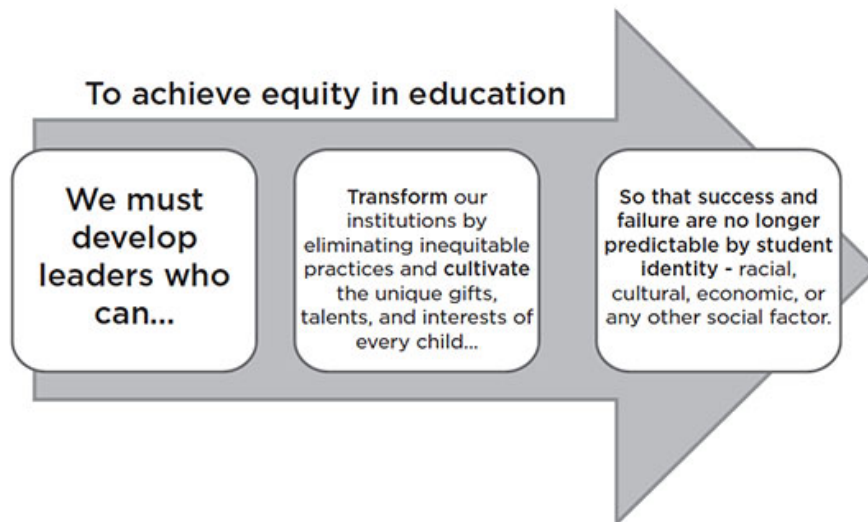 To achieve equity in education
We must
develop
leaders who
can...
Transform our
institutions by
eliminating inequitable
practices and cultivate
the unique gifts,
talents, and interests of
every child...
So that success and
failure are no longer
predictable by student
identity - racial,
cultural, economic, or
any other social factor.